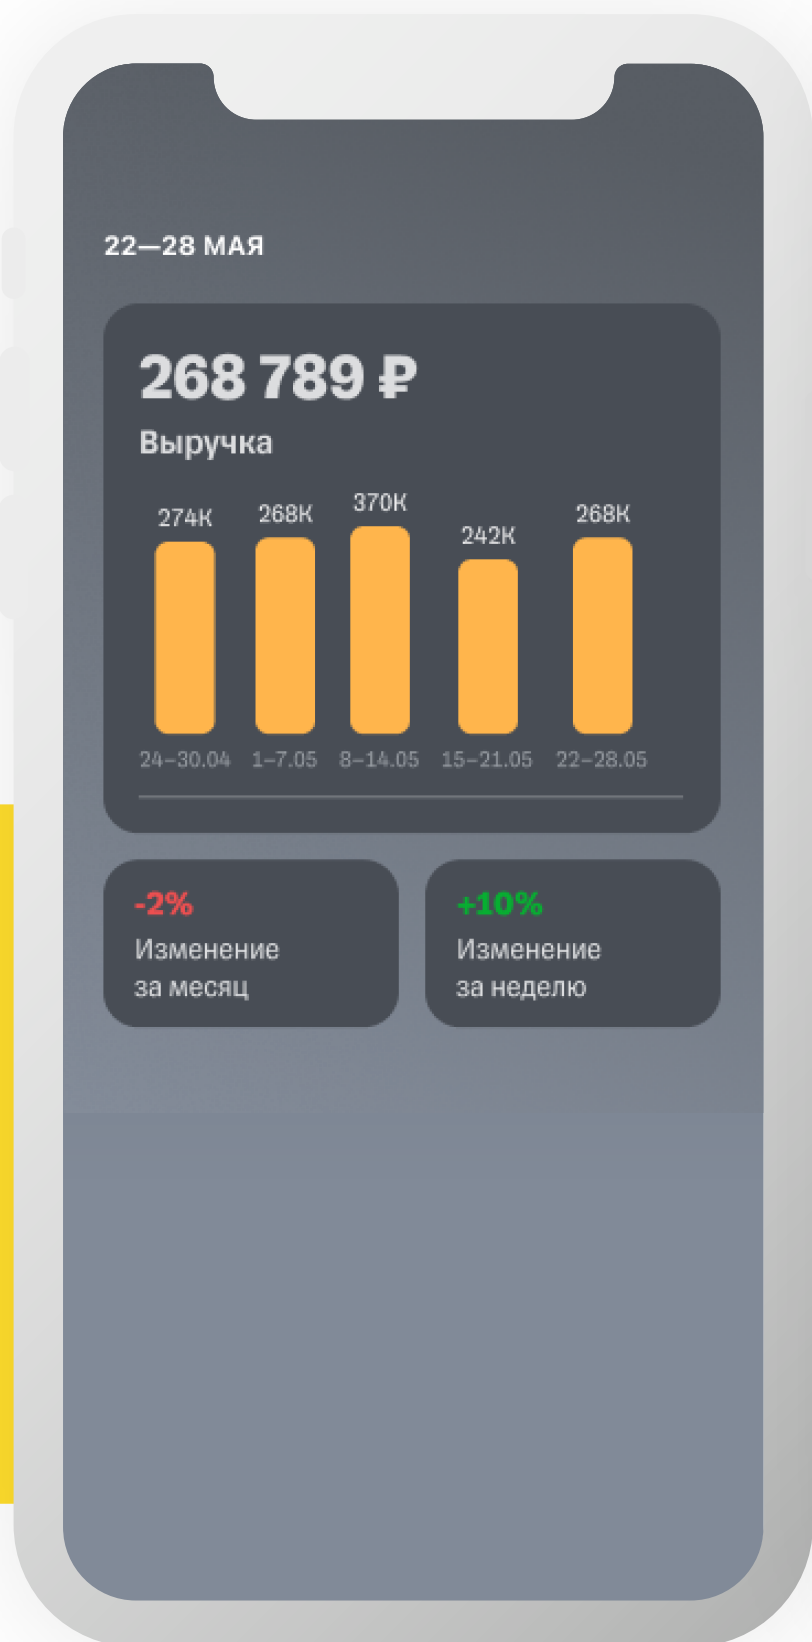 22—28 МАЯ
268 789 ₽
Выручка
274К 268К 370К 242К 268К
24–30.04 1–7.05 8–14.05 15–21.05 22–28.05
-2%
Изменение
за месяц
+10%
Изменение
за неделю